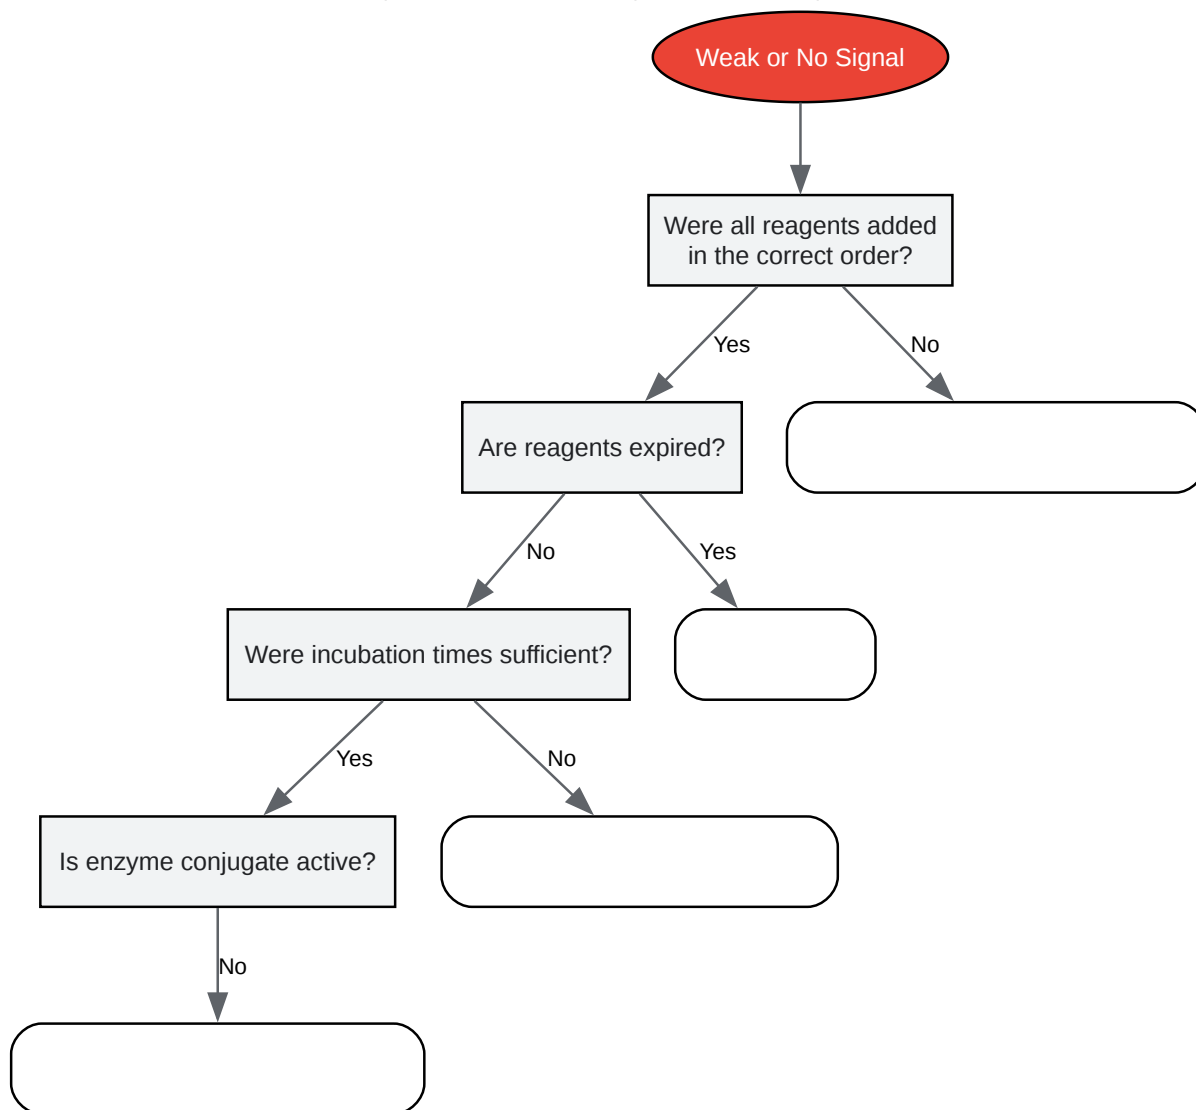 Weak or No Signal
Were all reagents added
in the correct order?
Yes
No
Are reagents expired?
No
Yes
Were incubation times sufficient?
Yes
No
Is enzyme conjugate active?
No